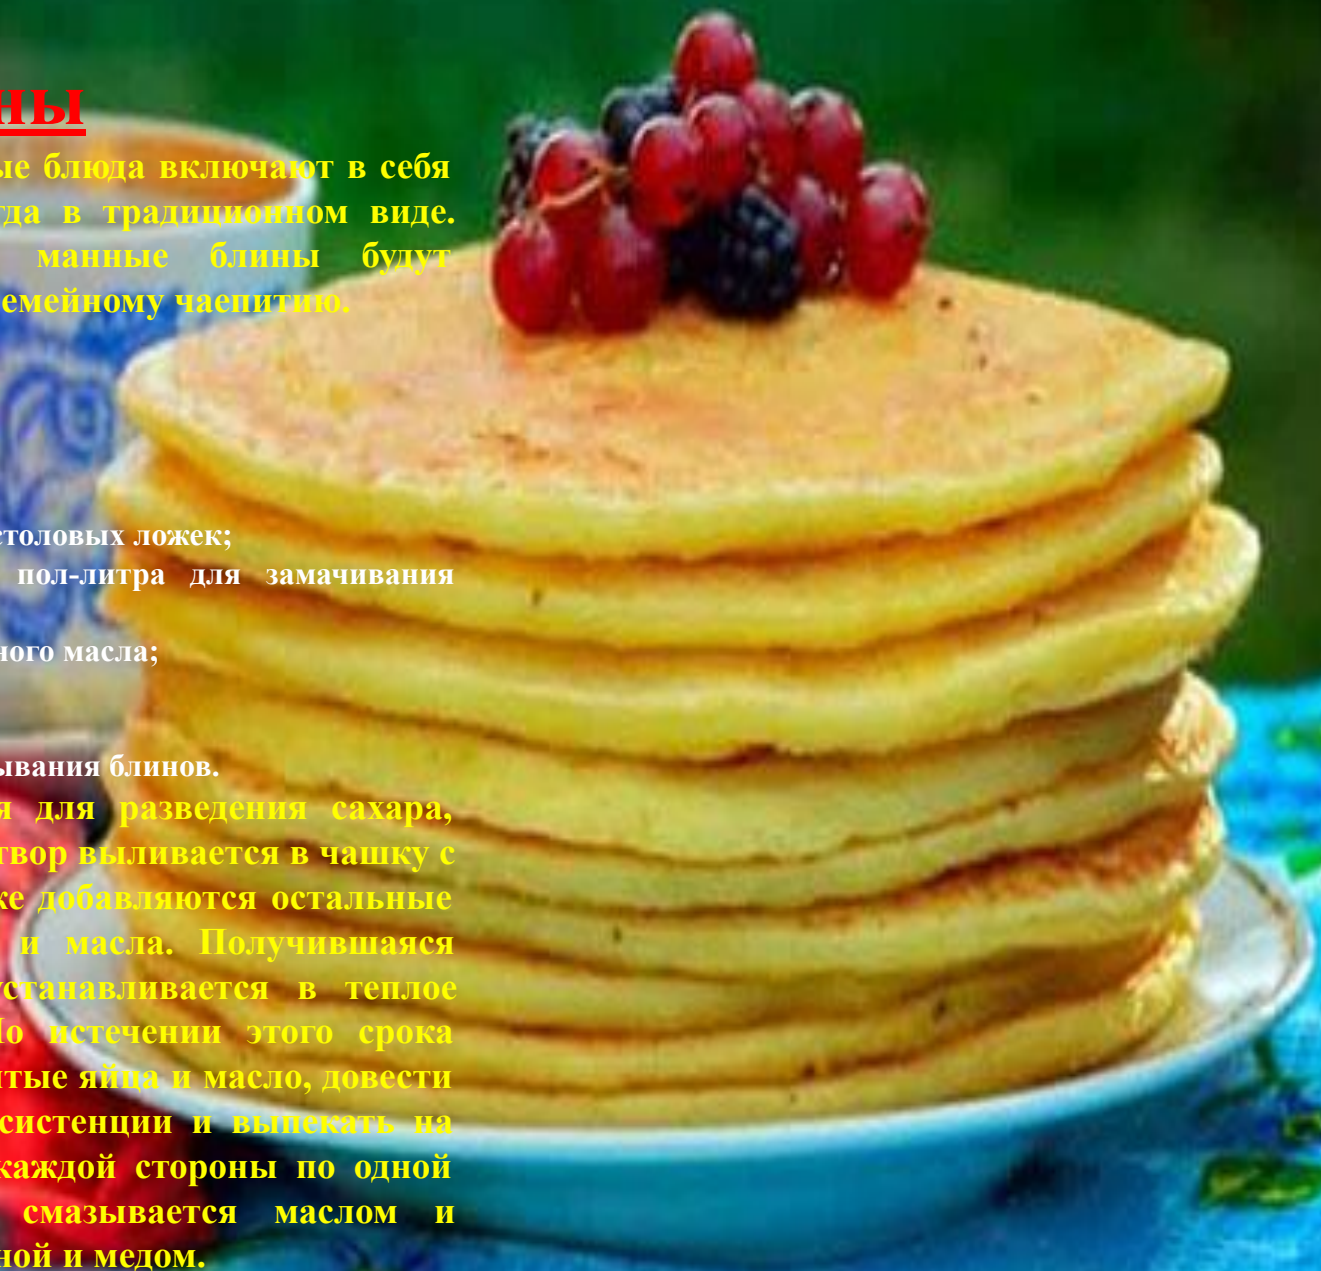 ны
ые блюда включают в себя
гда в традиционном виде.
манные блины будут
емейному чаепитию.
столовых ложек;
пол-литра для замачивания
ного масла;
ывания блинов.
я для разведения сахара,
твор выливается в чашку с
ке добавляются остальные
и масла. Получившаяся
устанавливается в теплое
По истечении этого срока
итые яйца и масло, довести
систенции и выпекать на
каждой стороны по одной
смазывается маслом и
ной и медом.